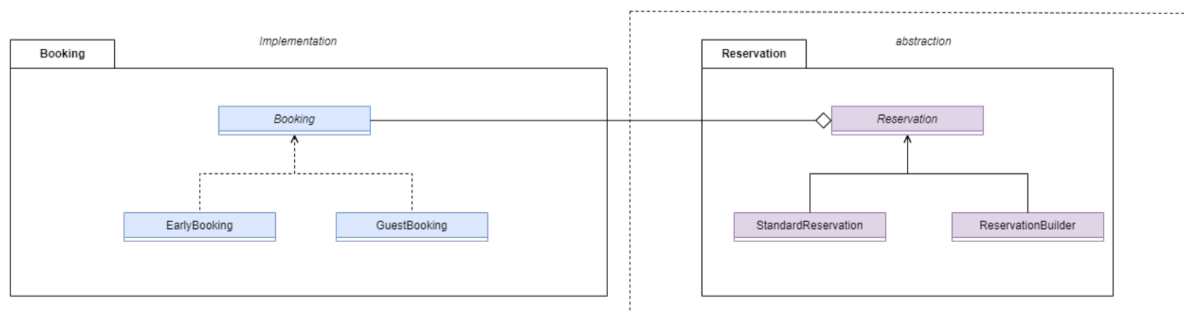 Implementation
abstraction
Booking
Reservation
Booking
Reservation
EarlyBooking
GuestBooking
StandardReservation
ReservationBuilder